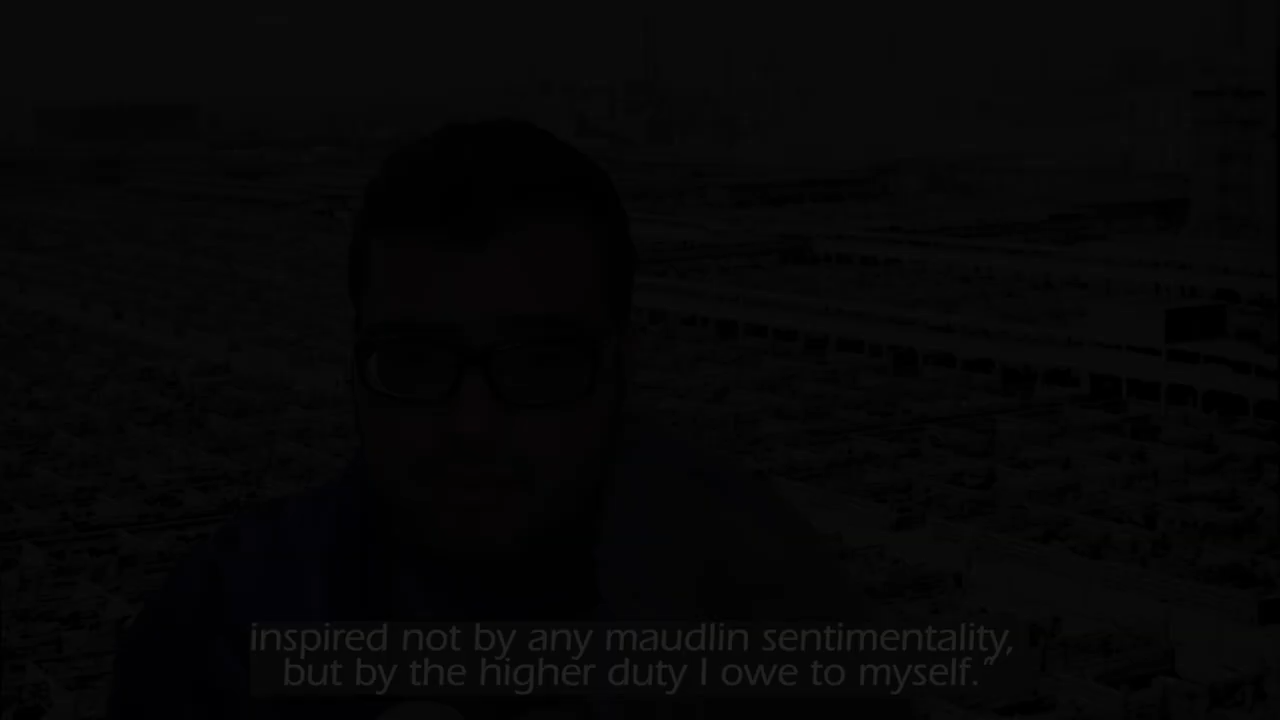 inspired not by any maudlin sentimentality,
but by the higher duty I owe to myself.”